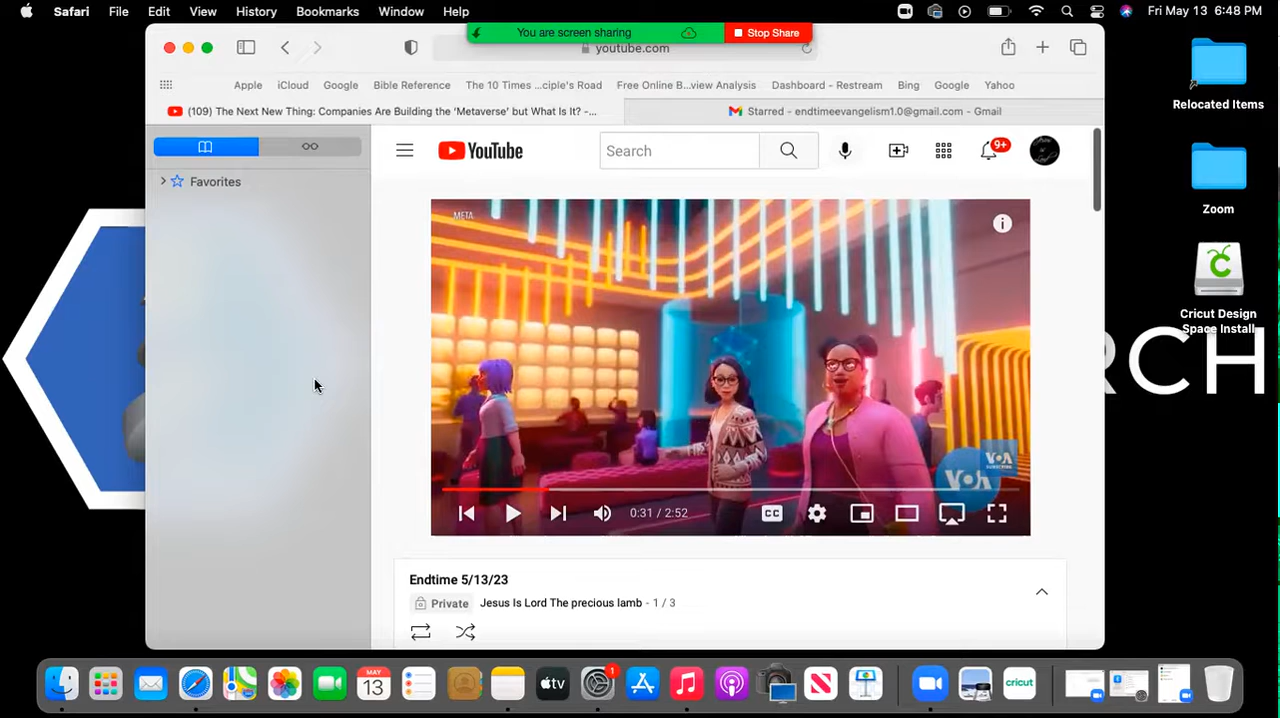 Safari File Edit View History Bookmarks Window Help Fri May 13 6:48 PM
You are screen sharing Stop Share
youtube.com
Apple iCloud Google Bible Reference The 10 Times ...ciple's Road Free Online B...view Analysis Dashboard - Restream Bing Google Yahoo
(109) The Next New Thing: Companies Are Building the ‘Metaverse’ but What Is It? -... Starred - endtimeevangelism1.0@gmail.com - Gmail
Favorites
YouTube Search 9+
META
VOA
VOA
0:31 / 2:52 CC
Endtime 5/13/23
Private Jesus Is Lord The precious lamb - 1 / 3
Relocated Items
Zoom
Cricut Design
Space Install
RCH
MAY
13
tv
1
cricut